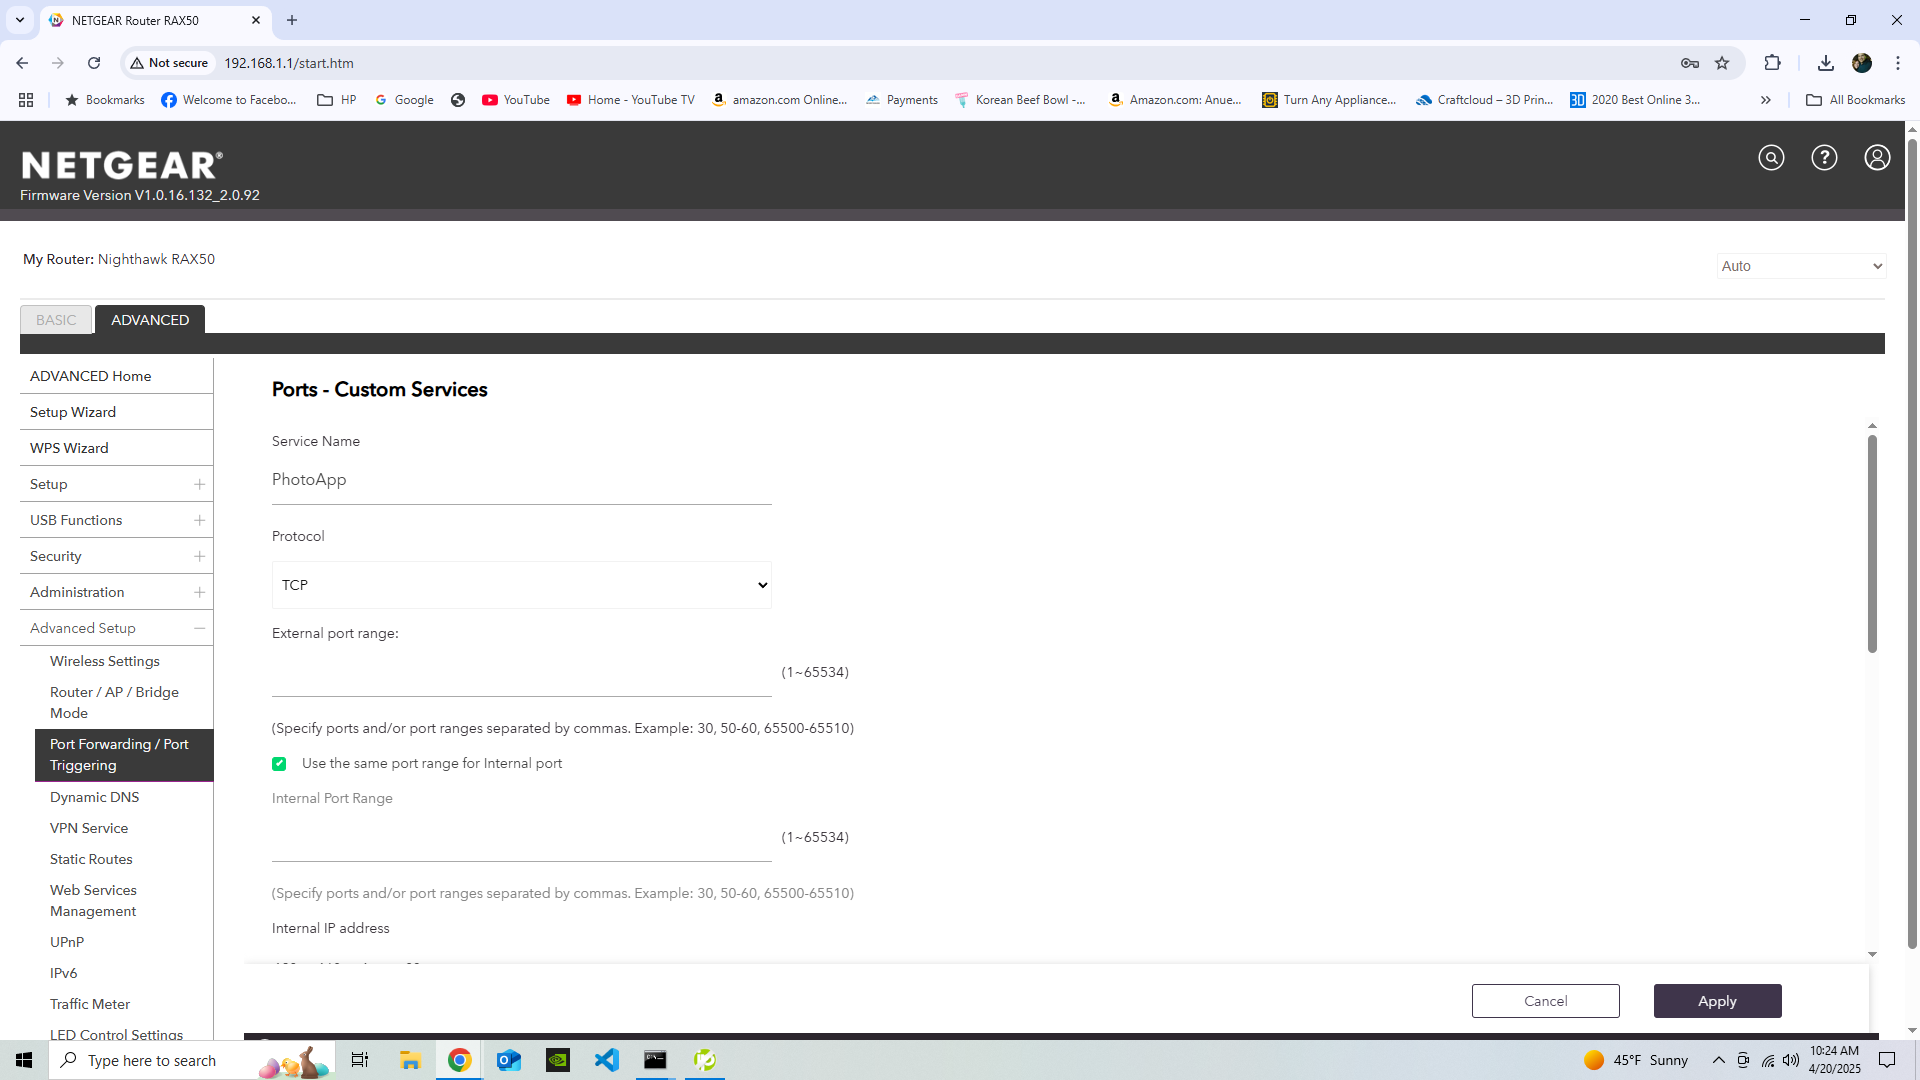 NETGEAR Router RAX50
Not secure
192.168.1.1/start.htm
Bookmarks
Welcome to Facebo...
HP
Google
YouTube
Home - YouTube TV
amazon.com Online...
Payments
Korean Beef Bowl -...
Amazon.com: Anue...
Turn Any Appliance...
Craftcloud – 3D Prin...
2020 Best Online 3...
All Bookmarks
NETGEAR®
Firmware Version V1.0.16.132_2.0.92
My Router: Nighthawk RAX50
Auto
BASIC
ADVANCED
ADVANCED Home
Setup Wizard
WPS Wizard
Setup
USB Functions
Security
Administration
Advanced Setup
Wireless Settings
Router / AP / Bridge
Mode
Port Forwarding / Port
Triggering
Dynamic DNS
VPN Service
Static Routes
Web Services
Management
UPnP
IPv6
Traffic Meter
LED Control Settings
Ports - Custom Services
Service Name
PhotoApp
Protocol
TCP
External port range:
(1~65534)
(Specify ports and/or port ranges separated by commas. Example: 30, 50-60, 65500-65510)
Use the same port range for Internal port
Internal Port Range
(1~65534)
(Specify ports and/or port ranges separated by commas. Example: 30, 50-60, 65500-65510)
Internal IP address
Cancel
Apply
Type here to search
45°F Sunny
10:24 AM
4/20/2025